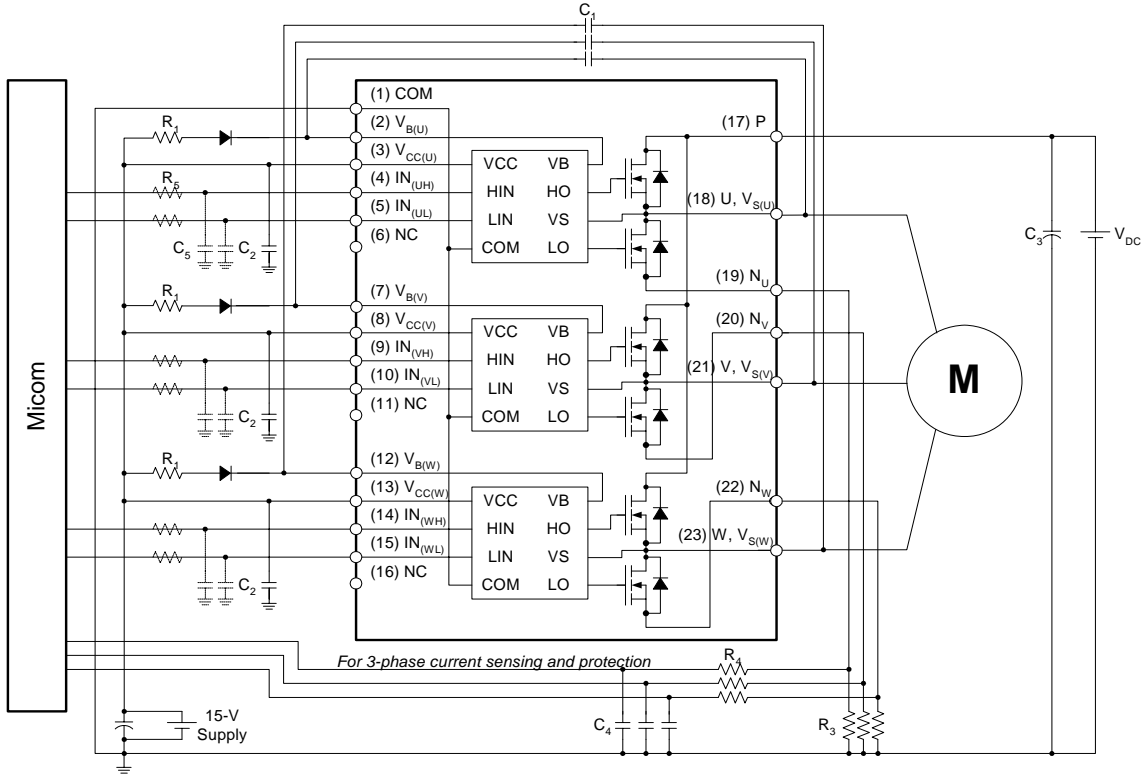 C1
Micom
R1
R5
C5
C2
R1
C2
R1
C2
15-V
Supply
(1) COM
(2) VB(U)
(3) VCC(U)
(4) IN(UH)
(5) IN(UL)
(6) NC
(7) VB(V)
(8) VCC(V)
(9) IN(VH)
(10) IN(VL)
(11) NC
(12) VB(W)
(13) VCC(W)
(14) IN(WH)
(15) IN(WL)
(16) NC
VCC VB
HIN HO
LIN VS
COM LO
VCC VB
HIN HO
LIN VS
COM LO
VCC VB
HIN HO
LIN VS
COM LO
(17) P
(18) U, VS(U)
(19) NU
(20) NV
(21) V, VS(V)
(22) NW
(23) W, VS(W)
M
C3
VDC
For 3-phase current sensing and protection
R4
C4
R3